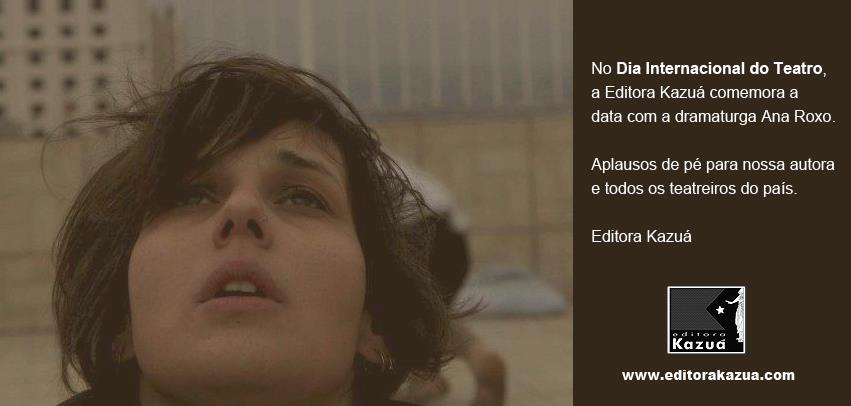 No Dia Internacional do Teatro,
a Editora Kazuá comemora a
data com a dramaturga Ana Roxo.
Aplausos de pé para nossa autora
e todos os teatreiros do país.
Editora Kazuá
editora
Kazuá
www.editorakazua.com